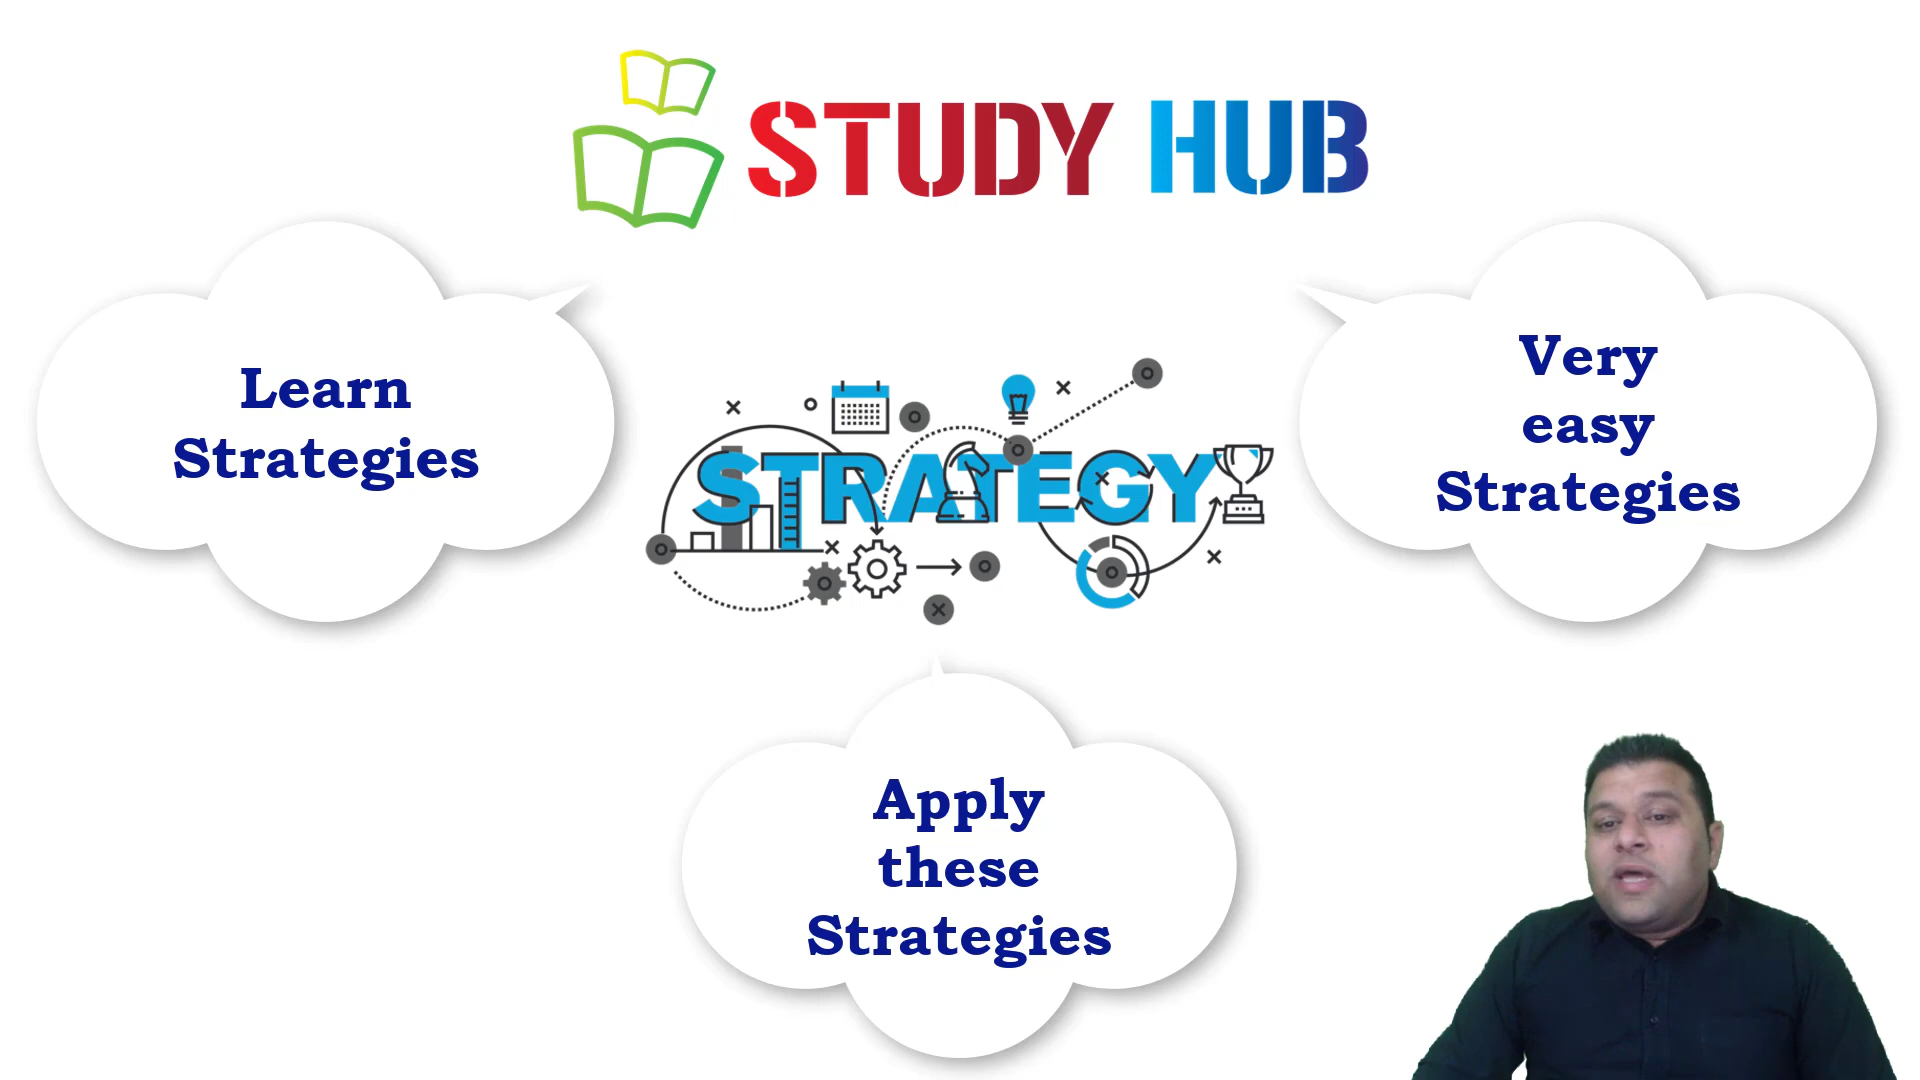 STUDY HUB
Learn
Strategies
STRATEGY
Very
easy
Strategies
Apply
these
Strategies